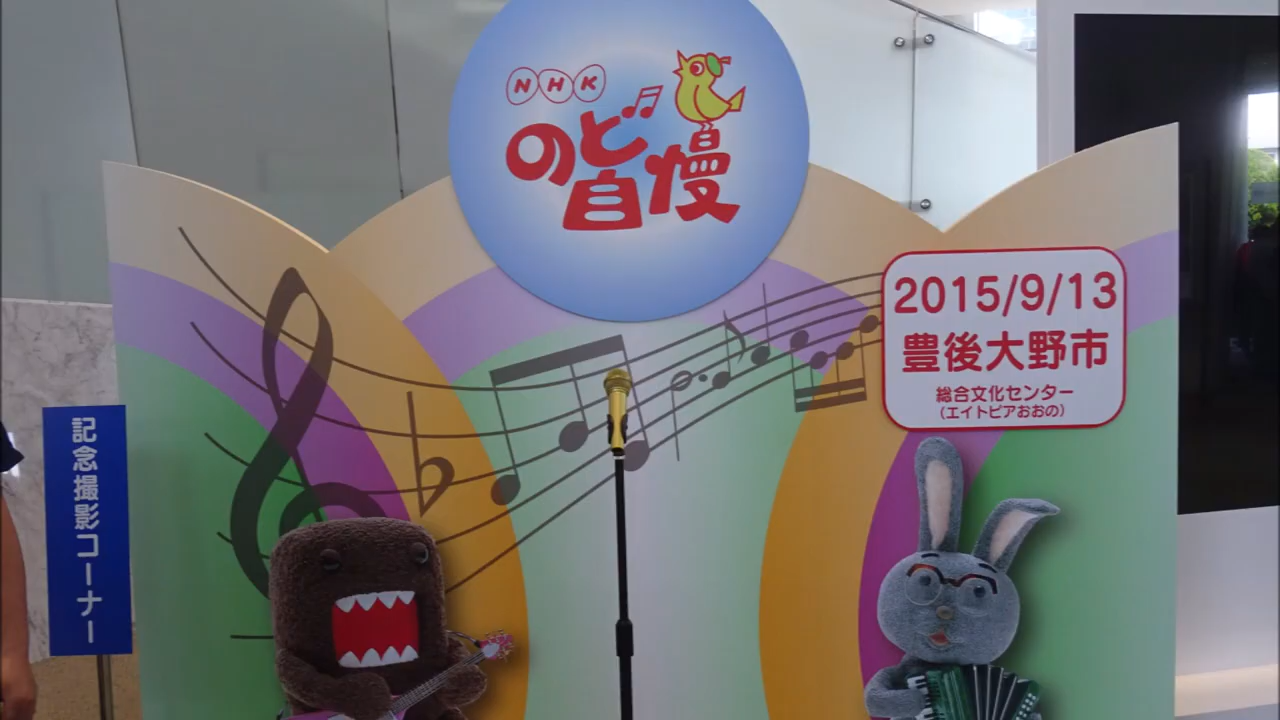 NHK
のど
自慢
2015/9/13
豊後大野市
総合文化センター
(エイトピアおおの)
記念撮影コーナー